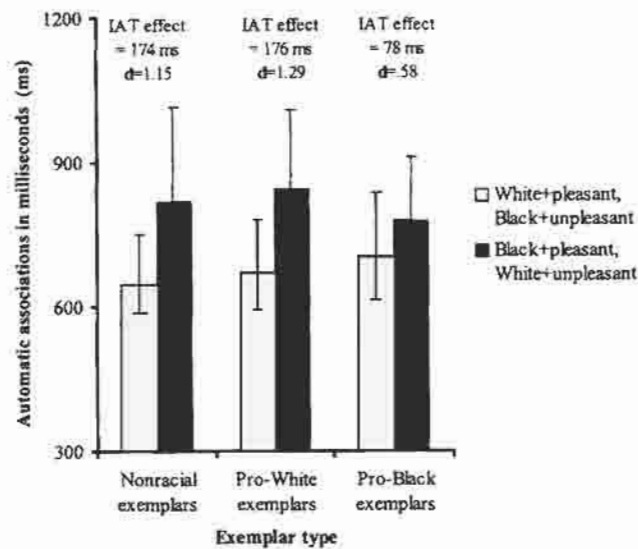 1200
IAT effect
= 174 ms
d=1.15
IAT effect
= 176 ms
d=1.29
IAT effect
= 78 ms
d=.58
Automatic associations in milliseconds (ms)
900
600
300
White+pleasant,
Black+unpleasant
Black+pleasant,
White+unpleasant
Nonracial
exemplars
Pro-White
exemplars
Pro-Black
exemplars
Exemplar type